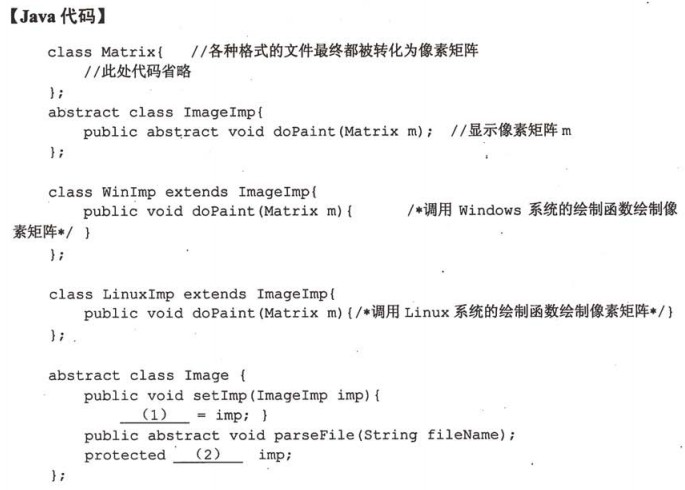 【Java 代码】
class Matrix{ //各种格式的文件最终都被转化为像素矩阵
//此处代码省略
};
abstract class ImageImp{
public abstract void doPaint(Matrix m); //显示像素矩阵 m
};
class WinImp extends ImageImp{
public void doPaint(Matrix m){ /*调用 Windows 系统的绘制函数绘制像
素矩阵*/ }
};
class LinuxImp extends ImageImp{
public void doPaint(Matrix m){/*调用 Linux 系统的绘制函数绘制像素矩阵*/}
};
abstract class Image {
public void setImp(ImageImp imp){
(1) = imp; }
public abstract void parseFile(String fileName);
protected (2) imp;
};